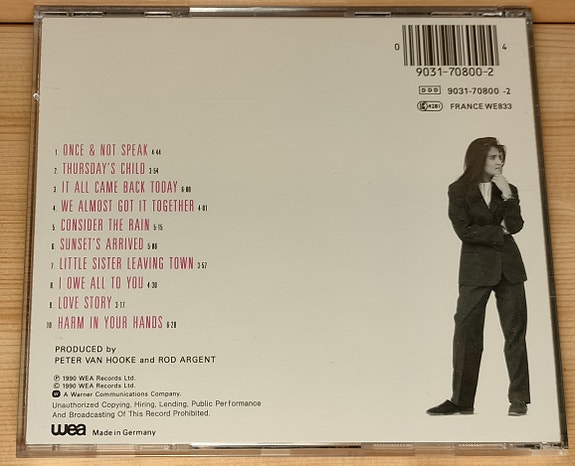 0 4
9031-70800-2
DDD 9031-70800 -2
FRANCE WE833
1 ONCE & NOT SPEAK 4·44
2 THURSDAY'S CHILD 3·54
3 IT ALL CAME BACK TODAY 6·00
4 WE ALMOST GOT IT TOGETHER 4·01
5 CONSIDER THE RAIN 5·15
6 SUNSET'S ARRIVED 5·06
7 LITTLE SISTER LEAVING TOWN 3·57
8 I OWE ALL TO YOU 4·30
9 LOVE STORY 3·17
10 HARM IN YOUR HANDS 6·28
PRODUCED by
PETER VAN HOOKE and ROD ARGENT
℗ 1990 WEA Records Ltd.
© 1990 WEA Records Ltd.
A Warner Communications Company.
Unauthorized Copying, Hiring, Lending, Public Performance
And Broadcasting Of This Record Prohibited.
wea Made in Germany